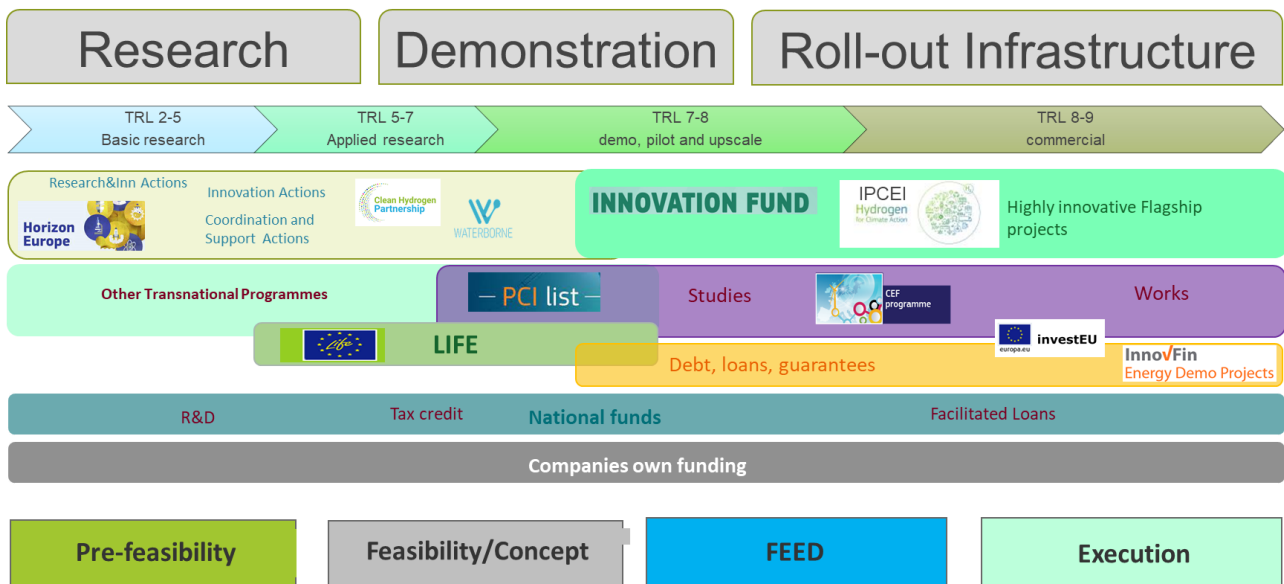 Research
Demonstration
Roll-out Infrastructure
TRL 2-5
Basic research
TRL 5-7
Applied research
TRL 7-8
demo, pilot and upscale
TRL 8-9
commercial
Research&Inn Actions
Horizon
Europe
Innovation Actions
Coordination and
Support Actions
Clean Hydrogen
Partnership
WATERBORNE
INNOVATION FUND
IPCEI
Hydrogen
for Climate Action
Highly innovative Flagship
projects
Other Transnational Programmes
– PCI list –
Studies
CEF
programme
Works
Life
LIFE
Debt, loans, guarantees
europa.eu
investEU
InnovFin
Energy Demo Projects
R&D
Tax credit
National funds
Facilitated Loans
Companies own funding
Pre-feasibility
Feasibility/Concept
FEED
Execution